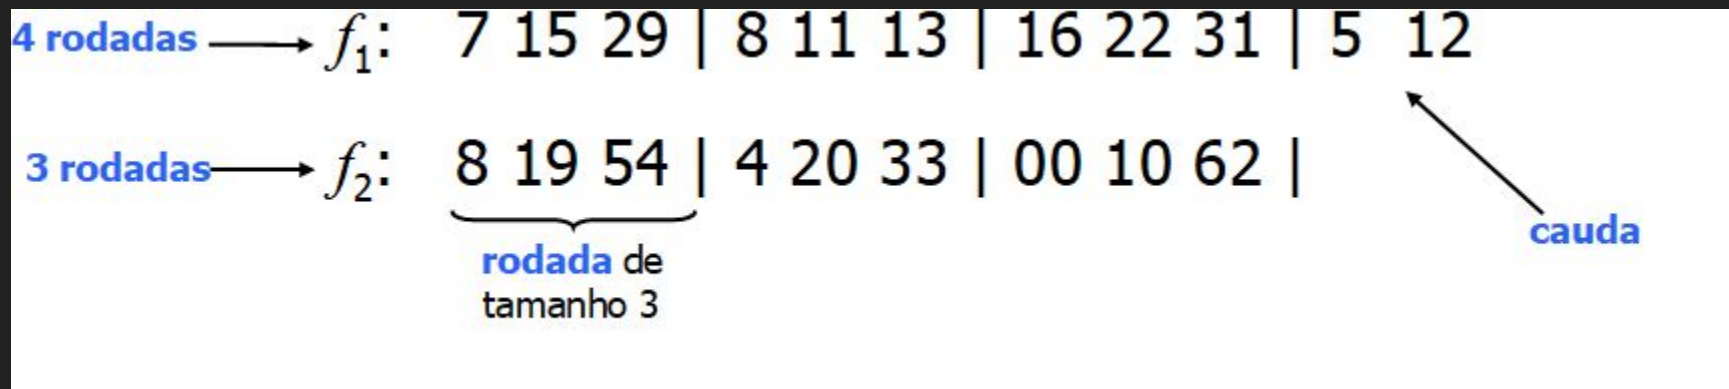 4 rodadas f1: 7 15 29 | 8 11 13 | 16 22 31 | 5 12
3 rodadas f2: 8 19 54 | 4 20 33 | 00 10 62 |
cauda
rodada de
tamanho 3